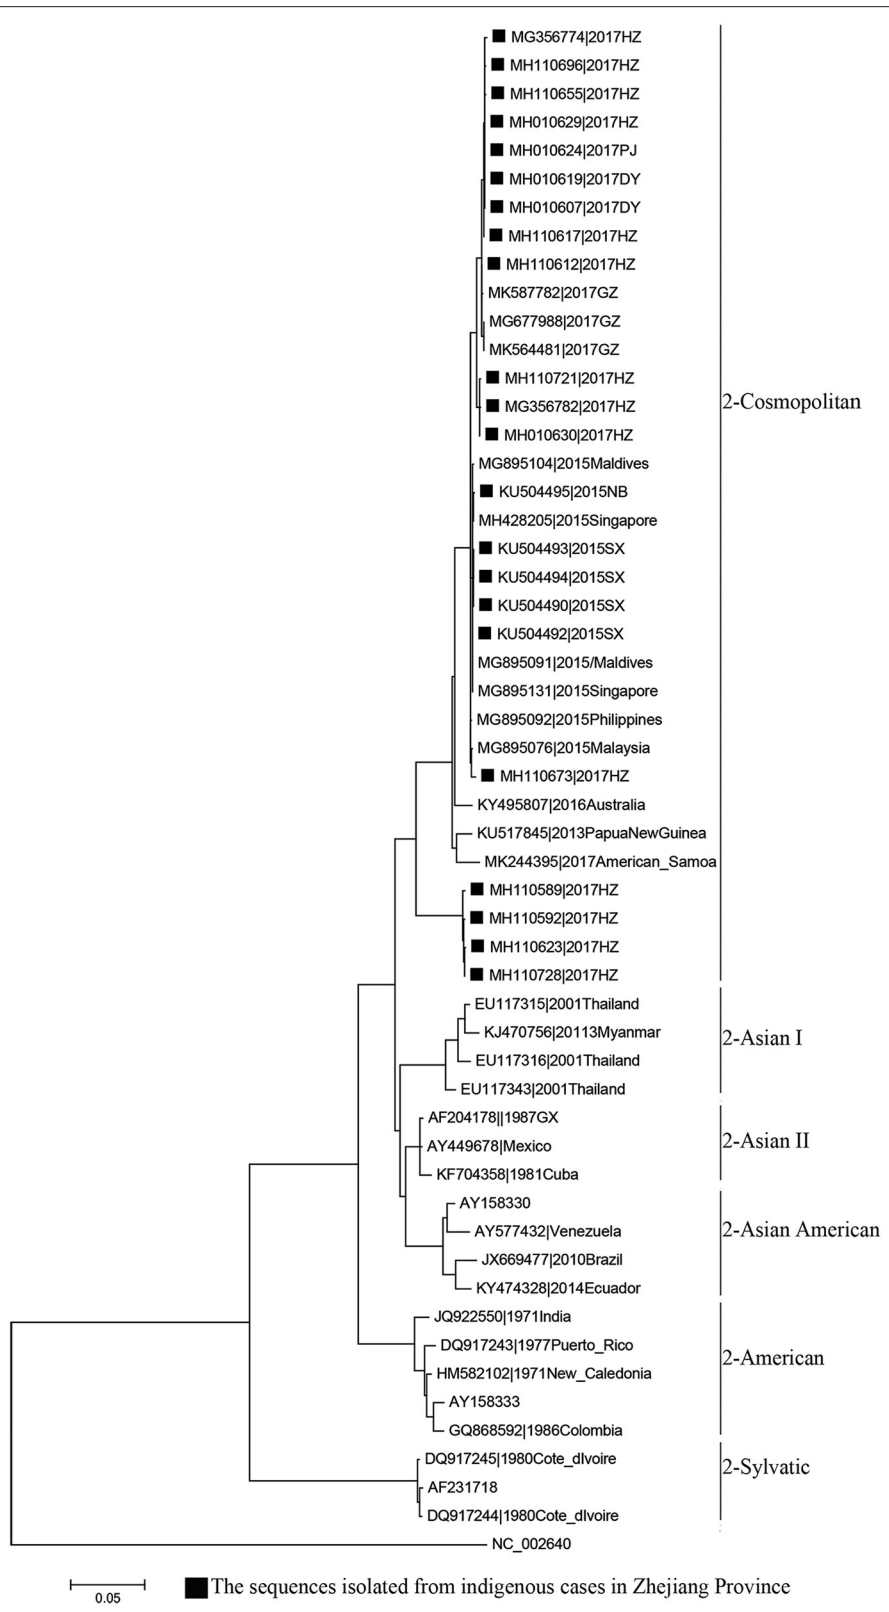 MG356774|2017HZ
MH110696|2017HZ
MH110655|2017HZ
MH010629|2017HZ
MH010624|2017PJ
MH010619|2017DY
MH010607|2017DY
MH110617|2017HZ
MH110612|2017HZ
MK587782|2017GZ
MG677988|2017GZ
MK564481|2017GZ
MH110721|2017HZ
2-Cosmopolitan
MG356782|2017HZ
MH010630|2017HZ
MG895104|2015Maldives
KU504495|2015NB
MH428205|2015Singapore
KU504493|2015SX
KU504494|2015SX
KU504490|2015SX
KU504492|2015SX
MG895091|2015/Maldives
MG895131|2015Singapore
MG895092|2015Philippines
MG895076|2015Malaysia
MH110673|2017HZ
KY495807|2016Australia
KU517845|2013PapuaNewGuinea
MK244395|2017American_Samoa
MH110589|2017HZ
MH110592|2017HZ
MH110623|2017HZ
MH110728|2017HZ
EU117315|2001Thailand
KJ470756|20113Myanmar
2-Asian I
EU117316|2001Thailand
EU117343|2001Thailand
AF204178||1987GX
AY449678|Mexico
2-Asian II
KF704358|1981Cuba
AY158330
AY577432|Venezuela
2-Asian American
JX669477|2010Brazil
KY474328|2014Ecuador
JQ922550|1971India
DQ917243|1977Puerto_Rico
2-American
HM582102|1971New_Caledonia
AY158333
GQ868592|1986Colombia
DQ917245|1980Cote_dIvoire
2-Sylvatic
AF231718
DQ917244|1980Cote_dIvoire
NC_002640
0.05
The sequences isolated from indigenous cases in Zhejiang Province